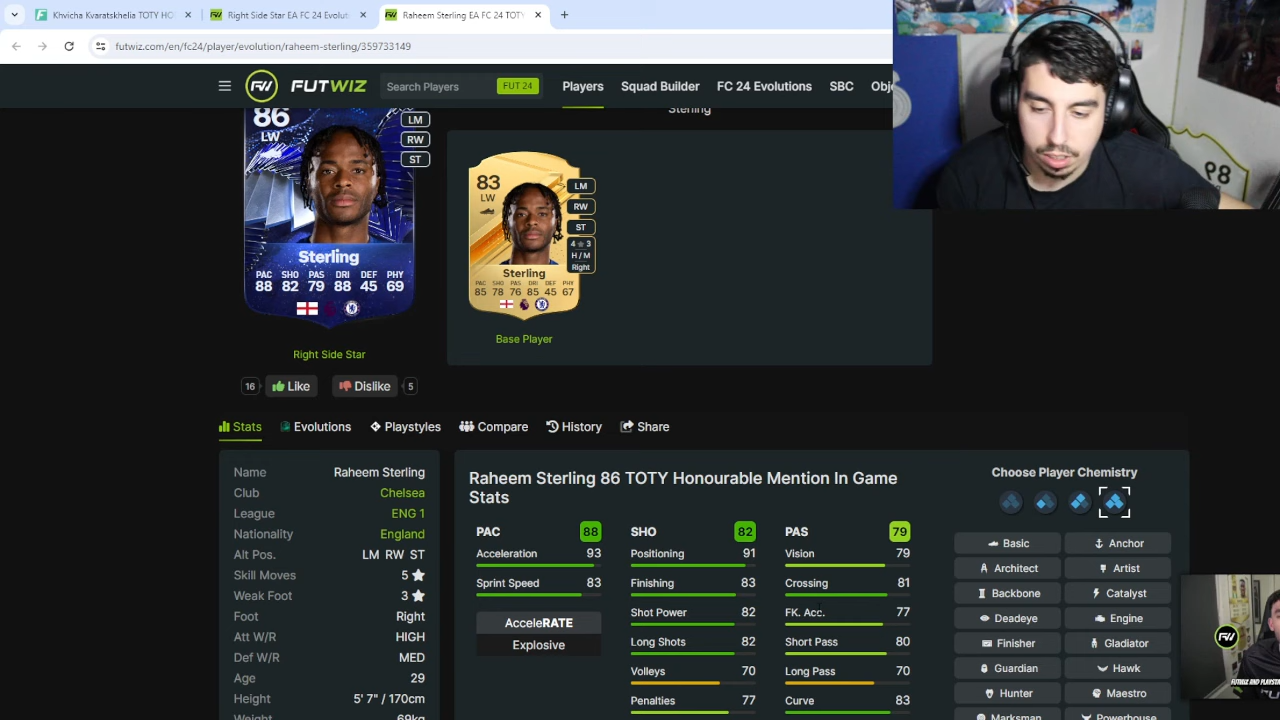 Khvicha Kvaratskhelia TOTY HO
Right Side Star EA FC 24 Evoluti
Raheem Sterling EA FC 24 TOTY
futwiz.com/en/fc24/player/evolution/raheem-sterling/359733149
FW FUTWIZ
Search Players
FUT 24
Players
Squad Builder
FC 24 Evolutions
SBC
Obje
Sterling
86
LW
LM
RW
ST
Sterling
PAC SHO PAS DRI DEF PHY
88 82 79 88 45 69
Right Side Star
16 Like Dislike 5
83
LW
LM
RW
ST
4 ★ 3
H / M
Right
Sterling
PAC SHO PAS DRI DEF PHY
85 78 76 85 45 67
Base Player
98
Stats
Evolutions
Playstyles
Compare
History
Share
Name Raheem Sterling
Club Chelsea
League ENG 1
Nationality England
Alt Pos. LM RW ST
Skill Moves 5 ★
Weak Foot 3 ★
Foot Right
Att W/R HIGH
Def W/R MED
Age 29
Height 5' 7" / 170cm
Weight 69kg
Raheem Sterling 86 TOTY Honourable Mention In Game
Stats
PAC 88
Acceleration 93
Sprint Speed 83
AcceleRATE
Explosive
SHO 82
Positioning 91
Finishing 83
Shot Power 82
Long Shots 82
Volleys 70
Penalties 77
PAS 79
Vision 79
Crossing 81
FK. Acc. 77
Short Pass 80
Long Pass 70
Curve 83
Choose Player Chemistry
Basic Anchor
Architect Artist
Backbone Catalyst
Deadeye Engine
Finisher Gladiator
Guardian Hawk
Hunter Maestro
Marksman Powerhouse
FW